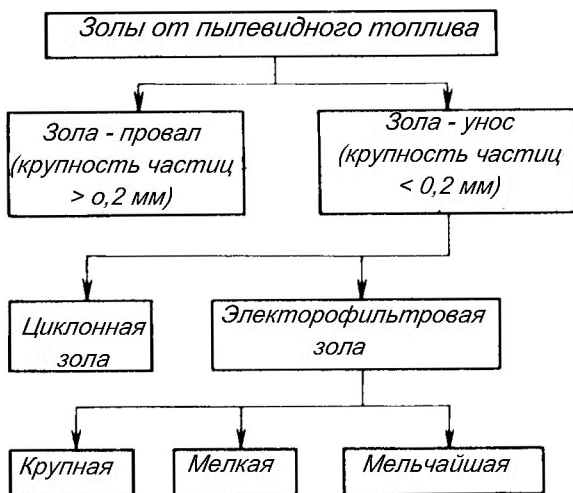 Золы от пылевидного топлива
Зола - провал
(крупность частиц
> о,2 мм)
Зола - унос
(крупность частиц
< 0,2 мм)
Циклонная
зола
Электорофильтровая
зола
Крупная
Мелкая
Мельчайшая